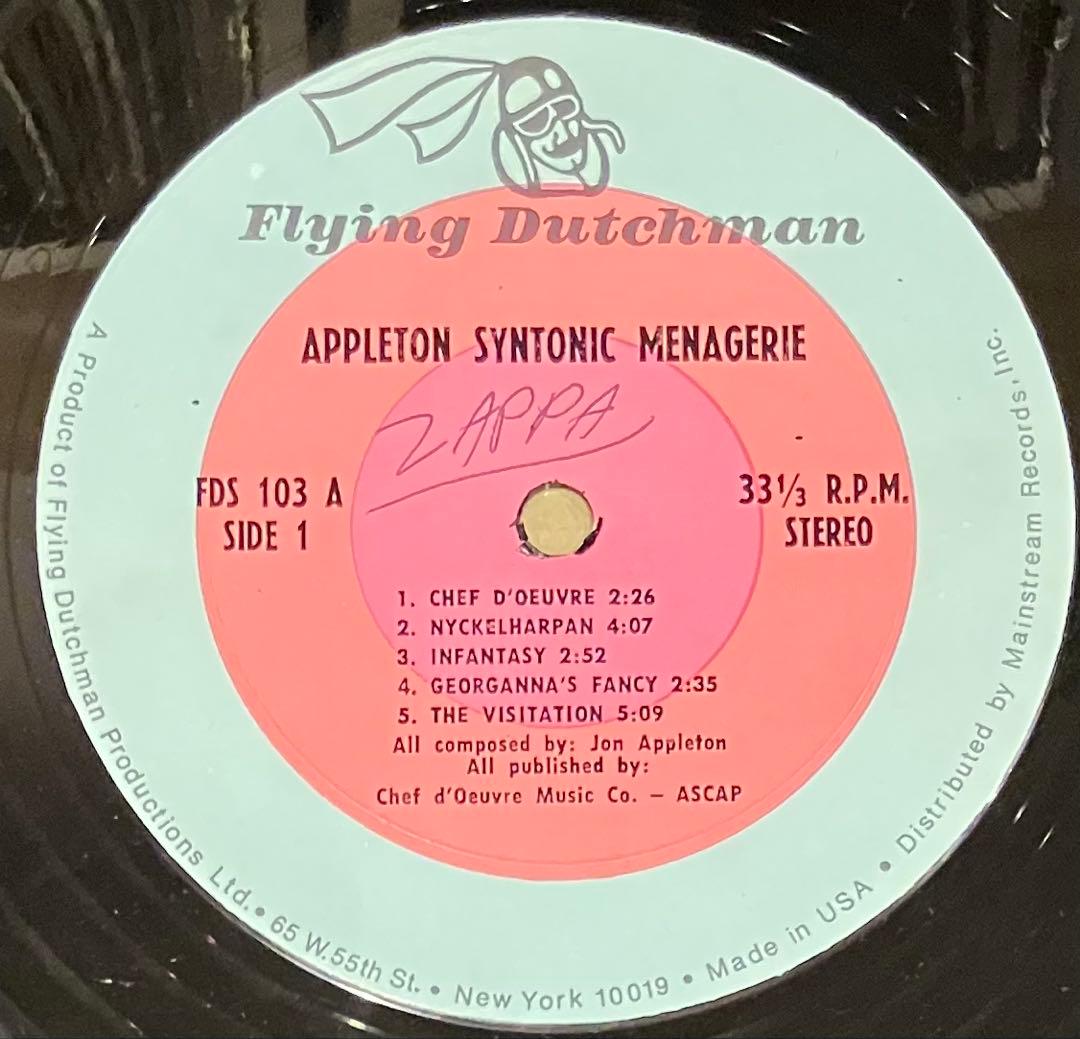 Flying Dutchman
APPLETON SYNTONIC MENAGERIE
ZAPPA
FDS 103 A
SIDE 1
33⅓ R.P.M.
STEREO
1. CHEF D'OEUVRE 2:26
2. NYCKELHARPAN 4:07
3. INFANTASY 2:52
4. GEORGANNA'S FANCY 2:35
5. THE VISITATION 5:09
All composed by: Jon Appleton
All published by:
Chef d'Oeuvre Music Co. – ASCAP
A Product of Flying Dutchman Productions Ltd. • 65 W.55th St. • New York 10019 • Made in USA • Distributed by Mainstream Records, Inc.